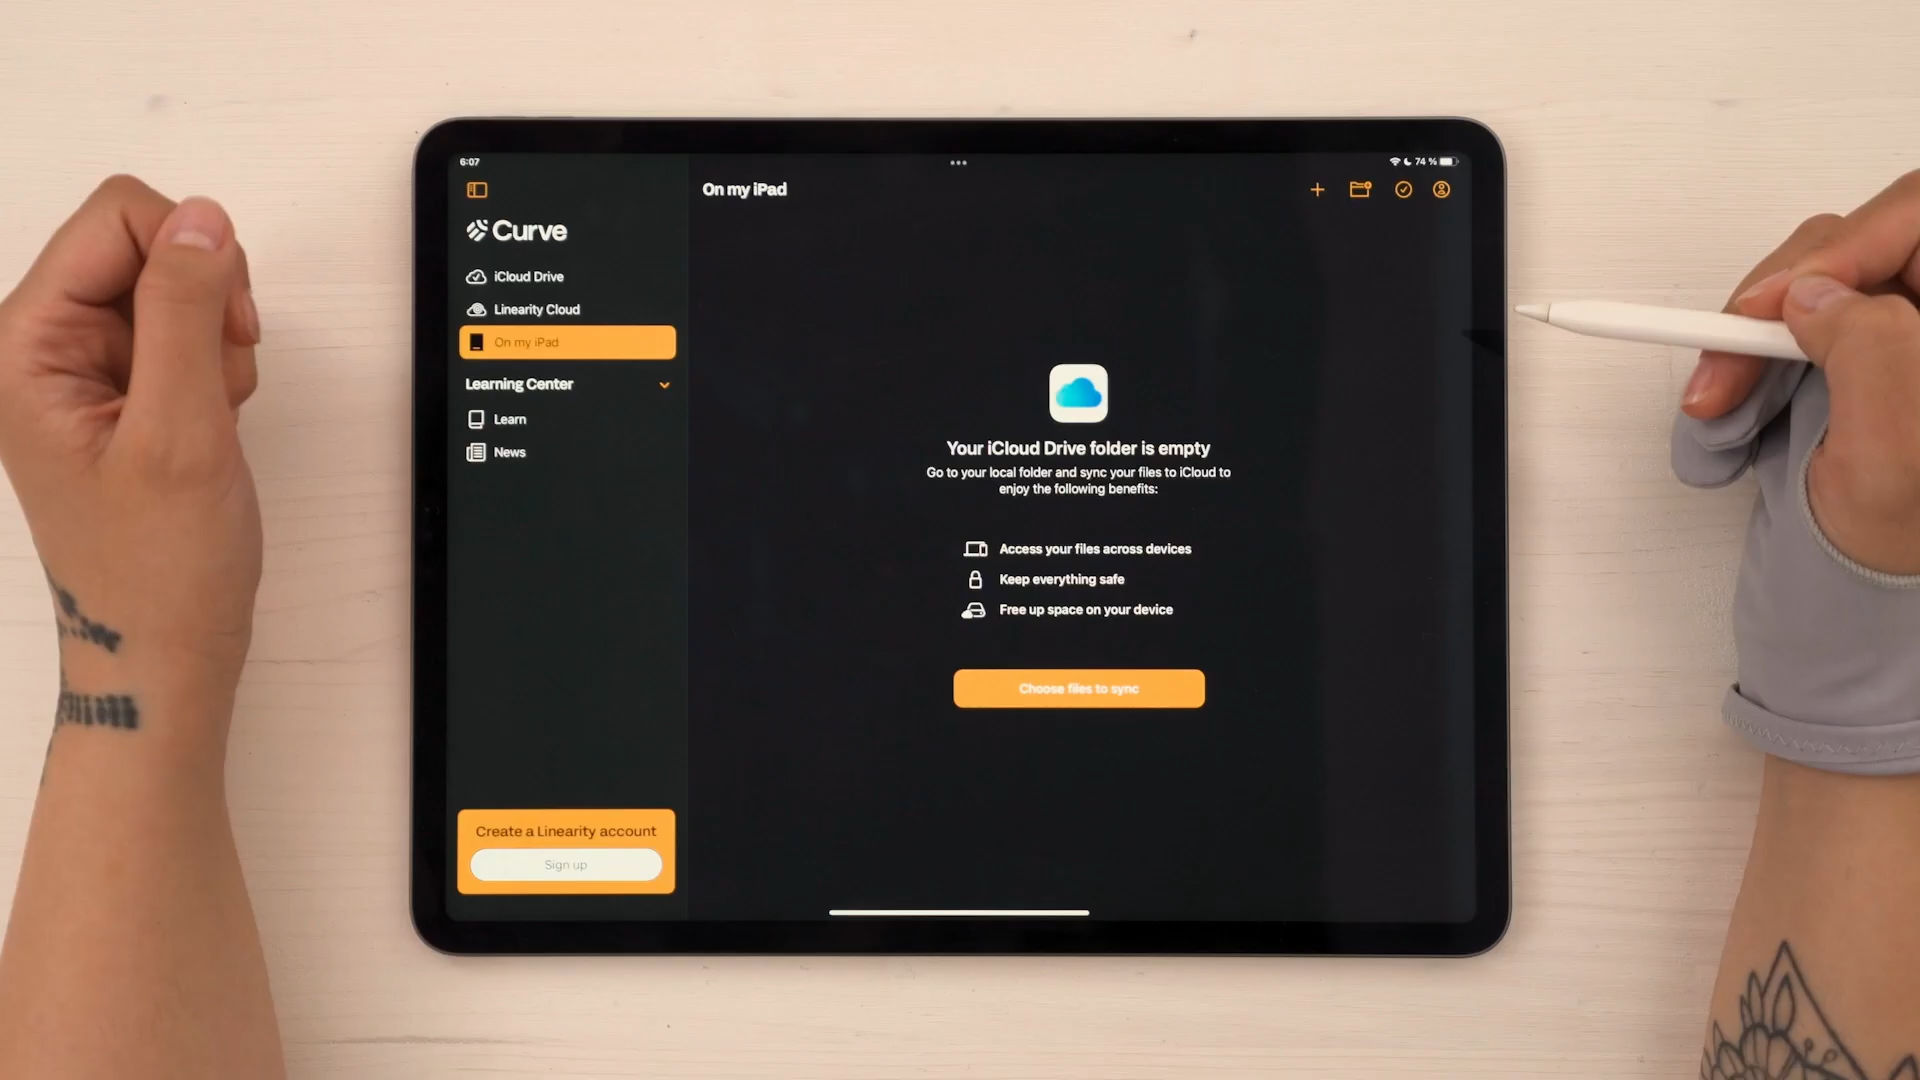 6:07
74 %
On my iPad
Curve
iCloud Drive
Linearity Cloud
On my iPad
Learning Center
Learn
News
Your iCloud Drive folder is empty
Go to your local folder and sync your files to iCloud to
enjoy the following benefits:
Access your files across devices
Keep everything safe
Free up space on your device
Choose files to sync
Create a Linearity account
Sign up